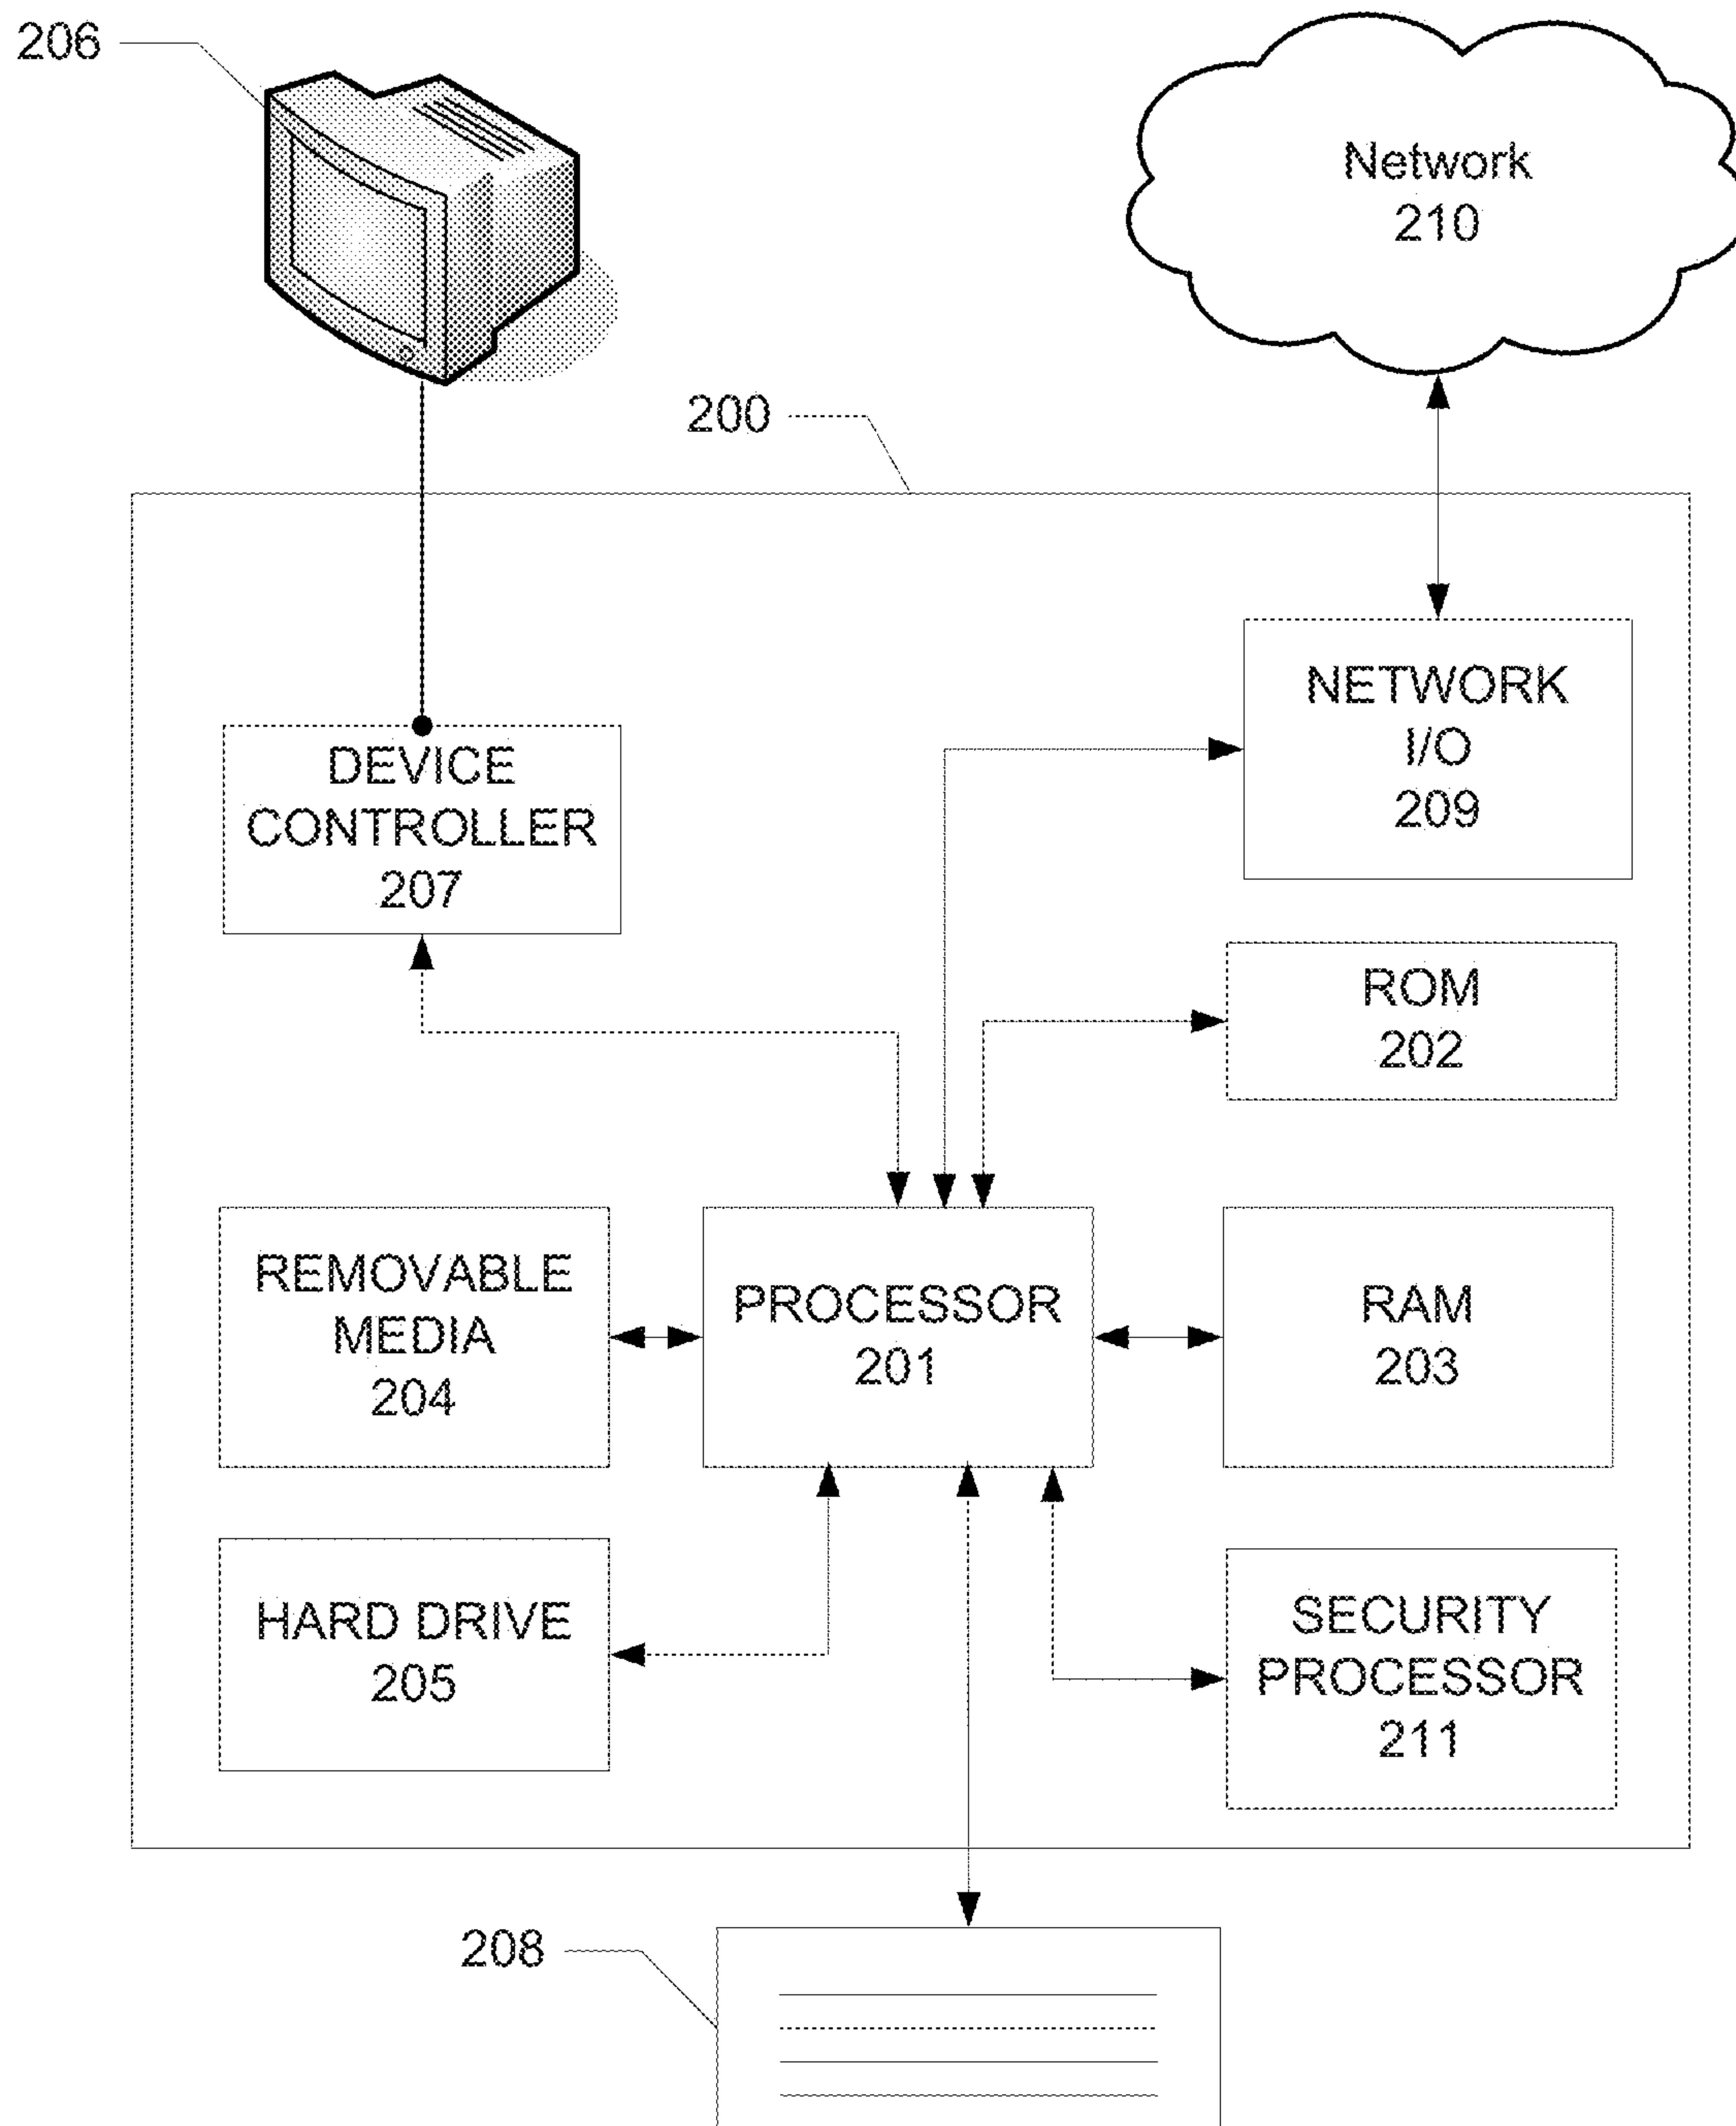 206
Network
210
200
NETWORK
I/O
209
DEVICE
CONTROLLER
207
ROM
202
REMOVABLE
MEDIA
204
PROCESSOR
201
RAM
203
HARD DRIVE
205
SECURITY
PROCESSOR
211
208